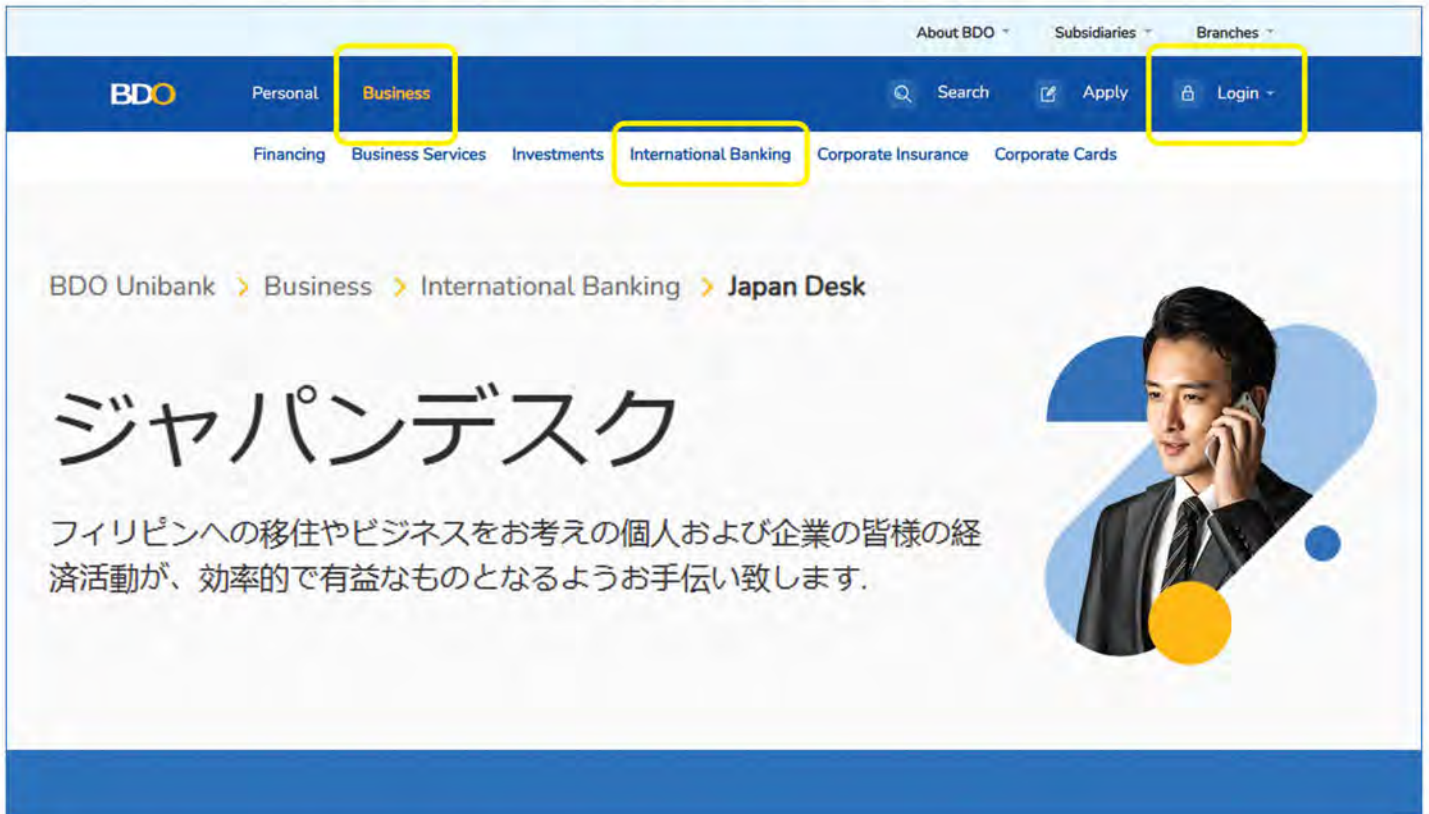 About BDO Subsidiaries Branches
BDO Personal Business Search Apply Login
Financing Business Services Investments International Banking Corporate Insurance Corporate Cards
BDO Unibank > Business > International Banking > Japan Desk
ジャパンデスク
フィリピンへの移住やビジネスをお考えの個人および企業の皆様の経
済活動が、効率的で有益なものとなるようお手伝い致します.